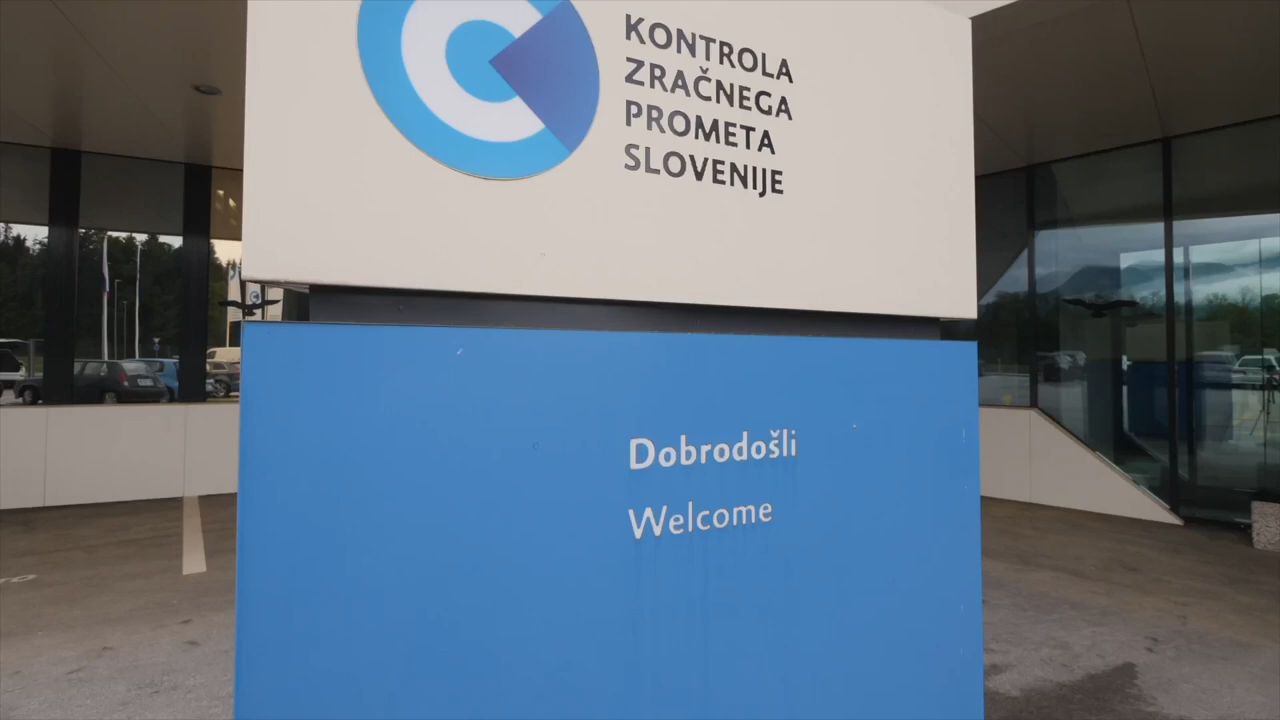 KONTROLA
ZRAČNEGA
PROMETA
SLOVENIJE
Dobrodošli
Welcome